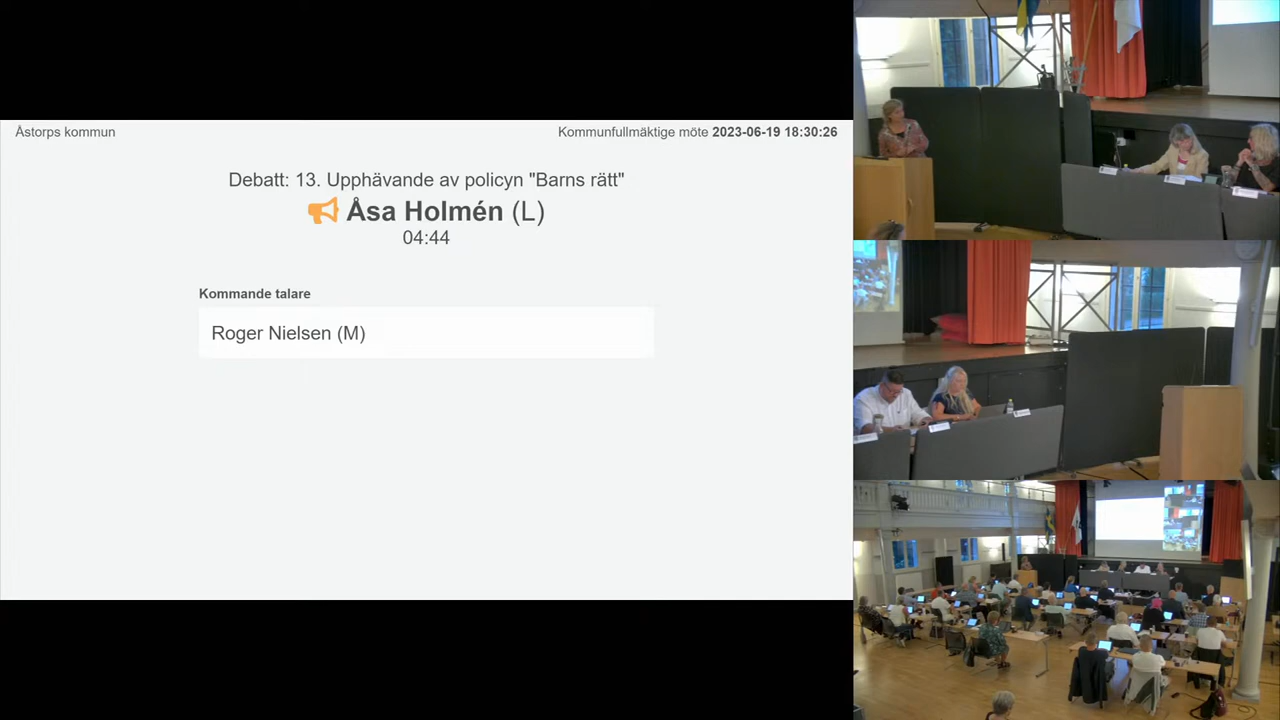 Åstorps kommun
Kommunfullmäktige möte 2023-06-19 18:30:26
Debatt: 13. Upphävande av policyn "Barns rätt"
Åsa Holmén (L)
04:44
Kommande talare
Roger Nielsen (M)